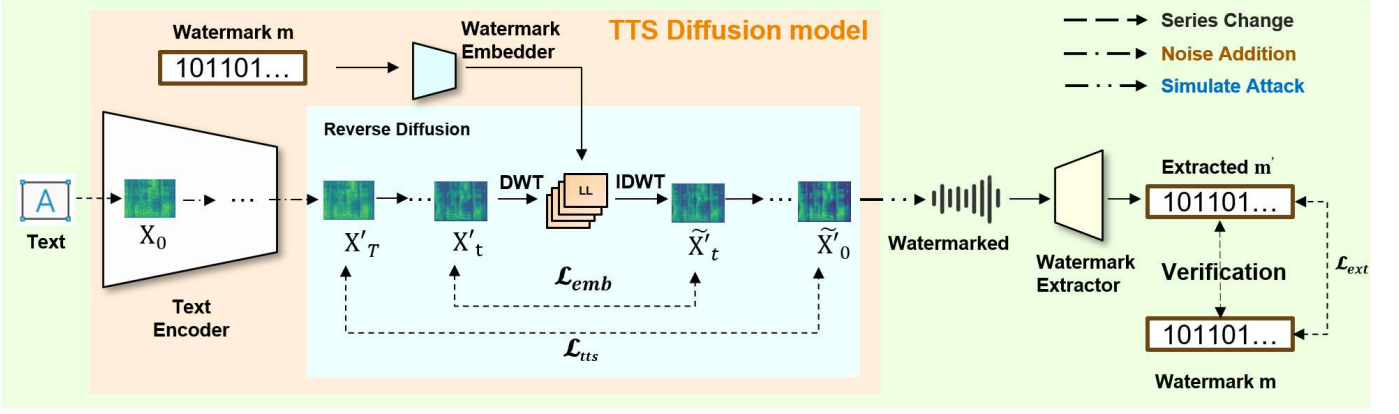 TTS Diffusion model
Watermark m
101101...
Watermark
Embedder
Series Change
Noise Addition
Simulate Attack
Reverse Diffusion
A
Text
X₀
...
Text
Encoder
X'_T
...
X'ₜ
DWT
LL
IDWT
X̃'ₜ
...
X̃'₀
𝓛ₑₘb
𝓛ₜₜₛ
Watermarked
Watermark
Extractor
Extracted m'
101101...
Verification
𝓛ₑₓₜ
101101...
Watermark m